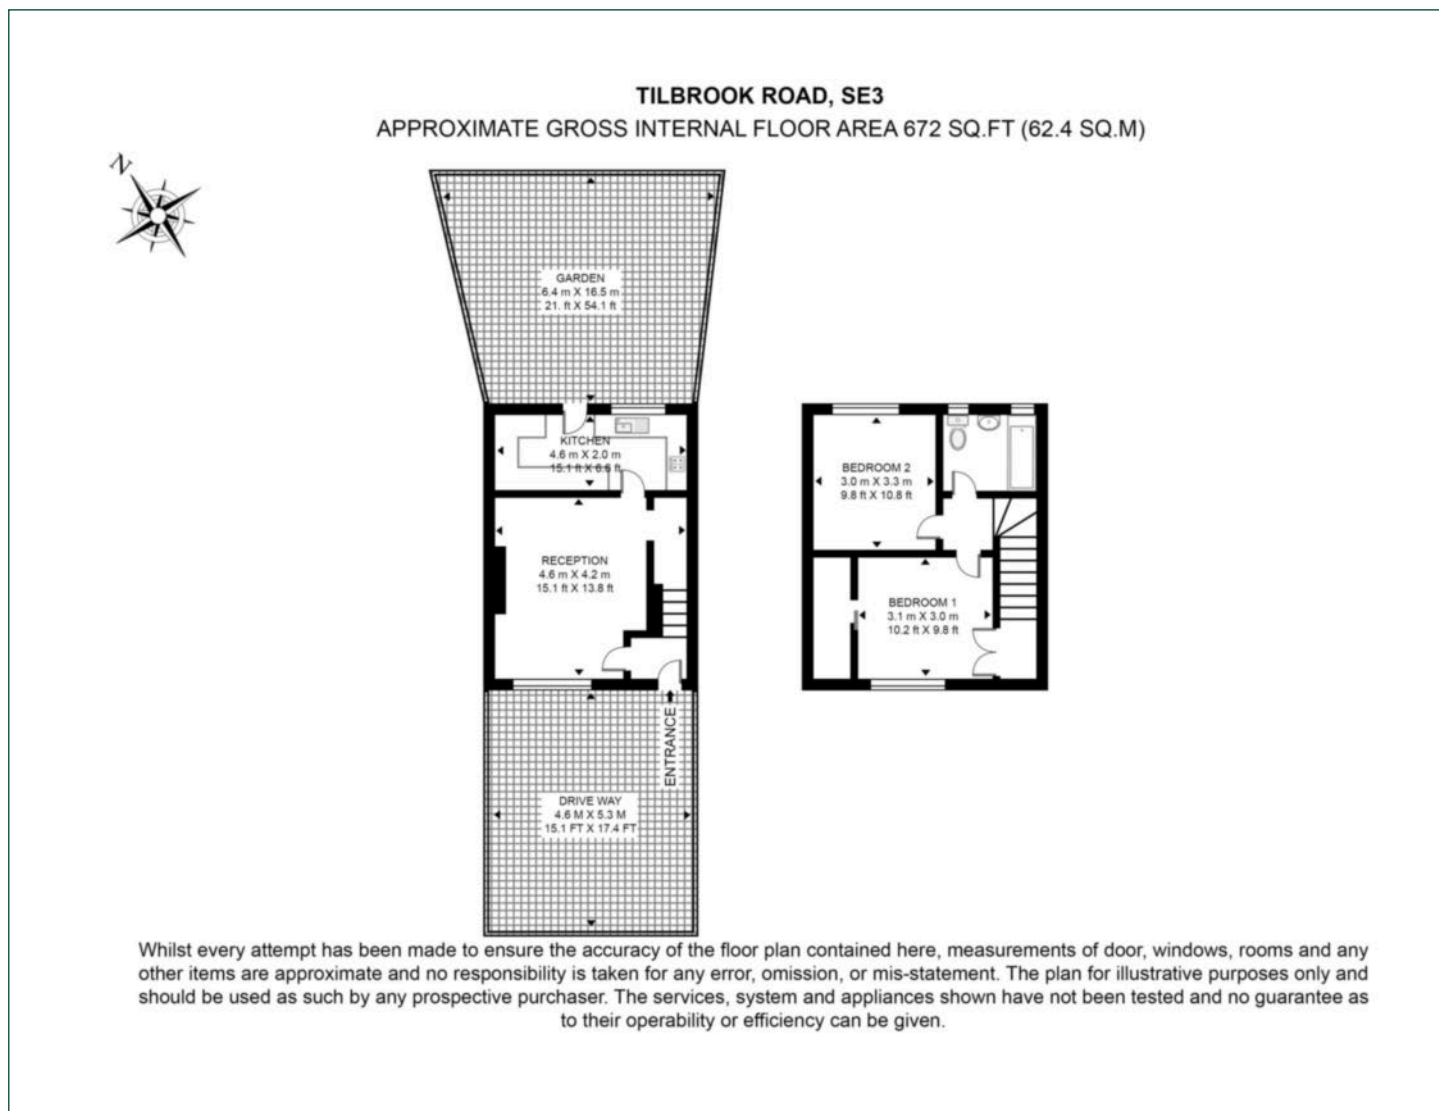 TILBROOK ROAD, SE3
APPROXIMATE GROSS INTERNAL FLOOR AREA 672 SQ.FT (62.4 SQ.M)
N
GARDEN
6.4 m X 16.5 m
21. ft X 54.1 ft
KITCHEN
4.6 m X 2.0 m
15.1 ft X 6.6 ft
RECEPTION
4.6 m X 4.2 m
15.1 ft X 13.8 ft
BEDROOM 2
3.0 m X 3.3 m
9.8 ft X 10.8 ft
BEDROOM 1
3.1 m X 3.0 m
10.2 ft X 9.8 ft
ENTRANCE
DRIVE WAY
4.6 M X 5.3 M
15.1 FT X 17.4 FT
Whilst every attempt has been made to ensure the accuracy of the floor plan contained here, measurements of door, windows, rooms and any
other items are approximate and no responsibility is taken for any error, omission, or mis-statement. The plan for illustrative purposes only and
should be used as such by any prospective purchaser. The services, system and appliances shown have not been tested and no guarantee as
to their operability or efficiency can be given.